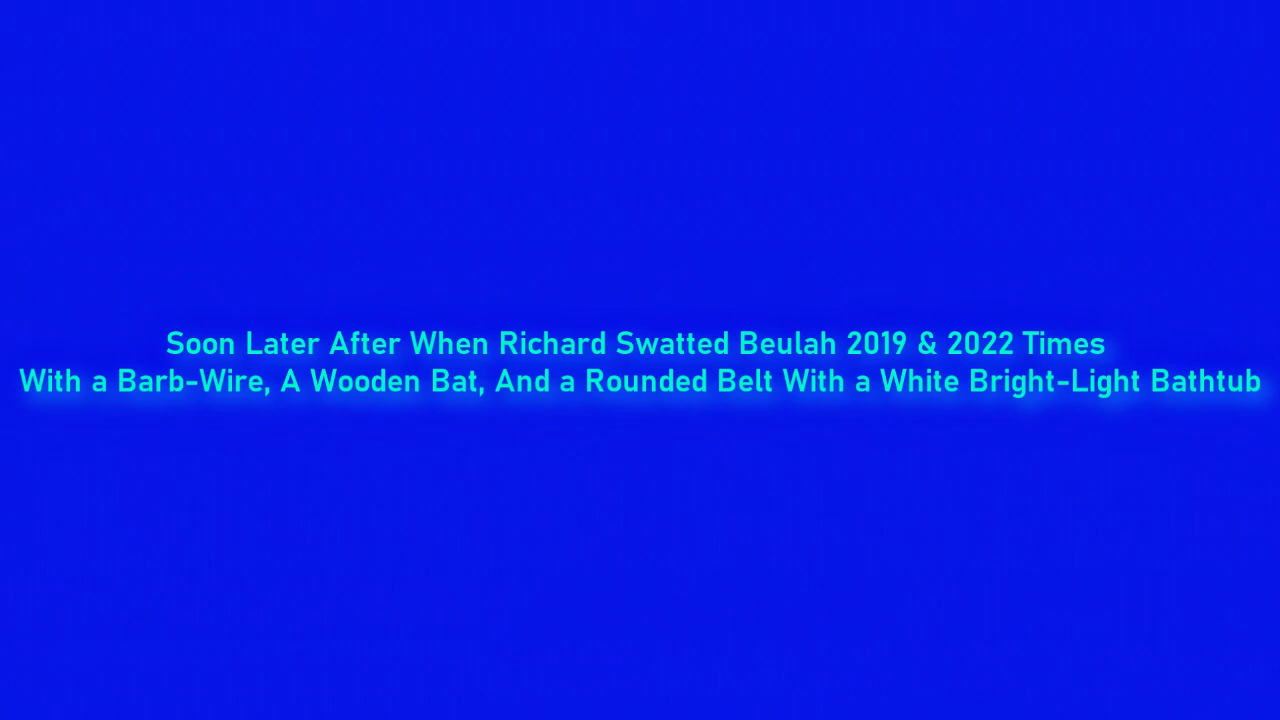 Soon Later After When Richard Swatted Beulah 2019 & 2022 Times
With a Barb-Wire, A Wooden Bat, And a Rounded Belt With a White Bright-Light Bathtub